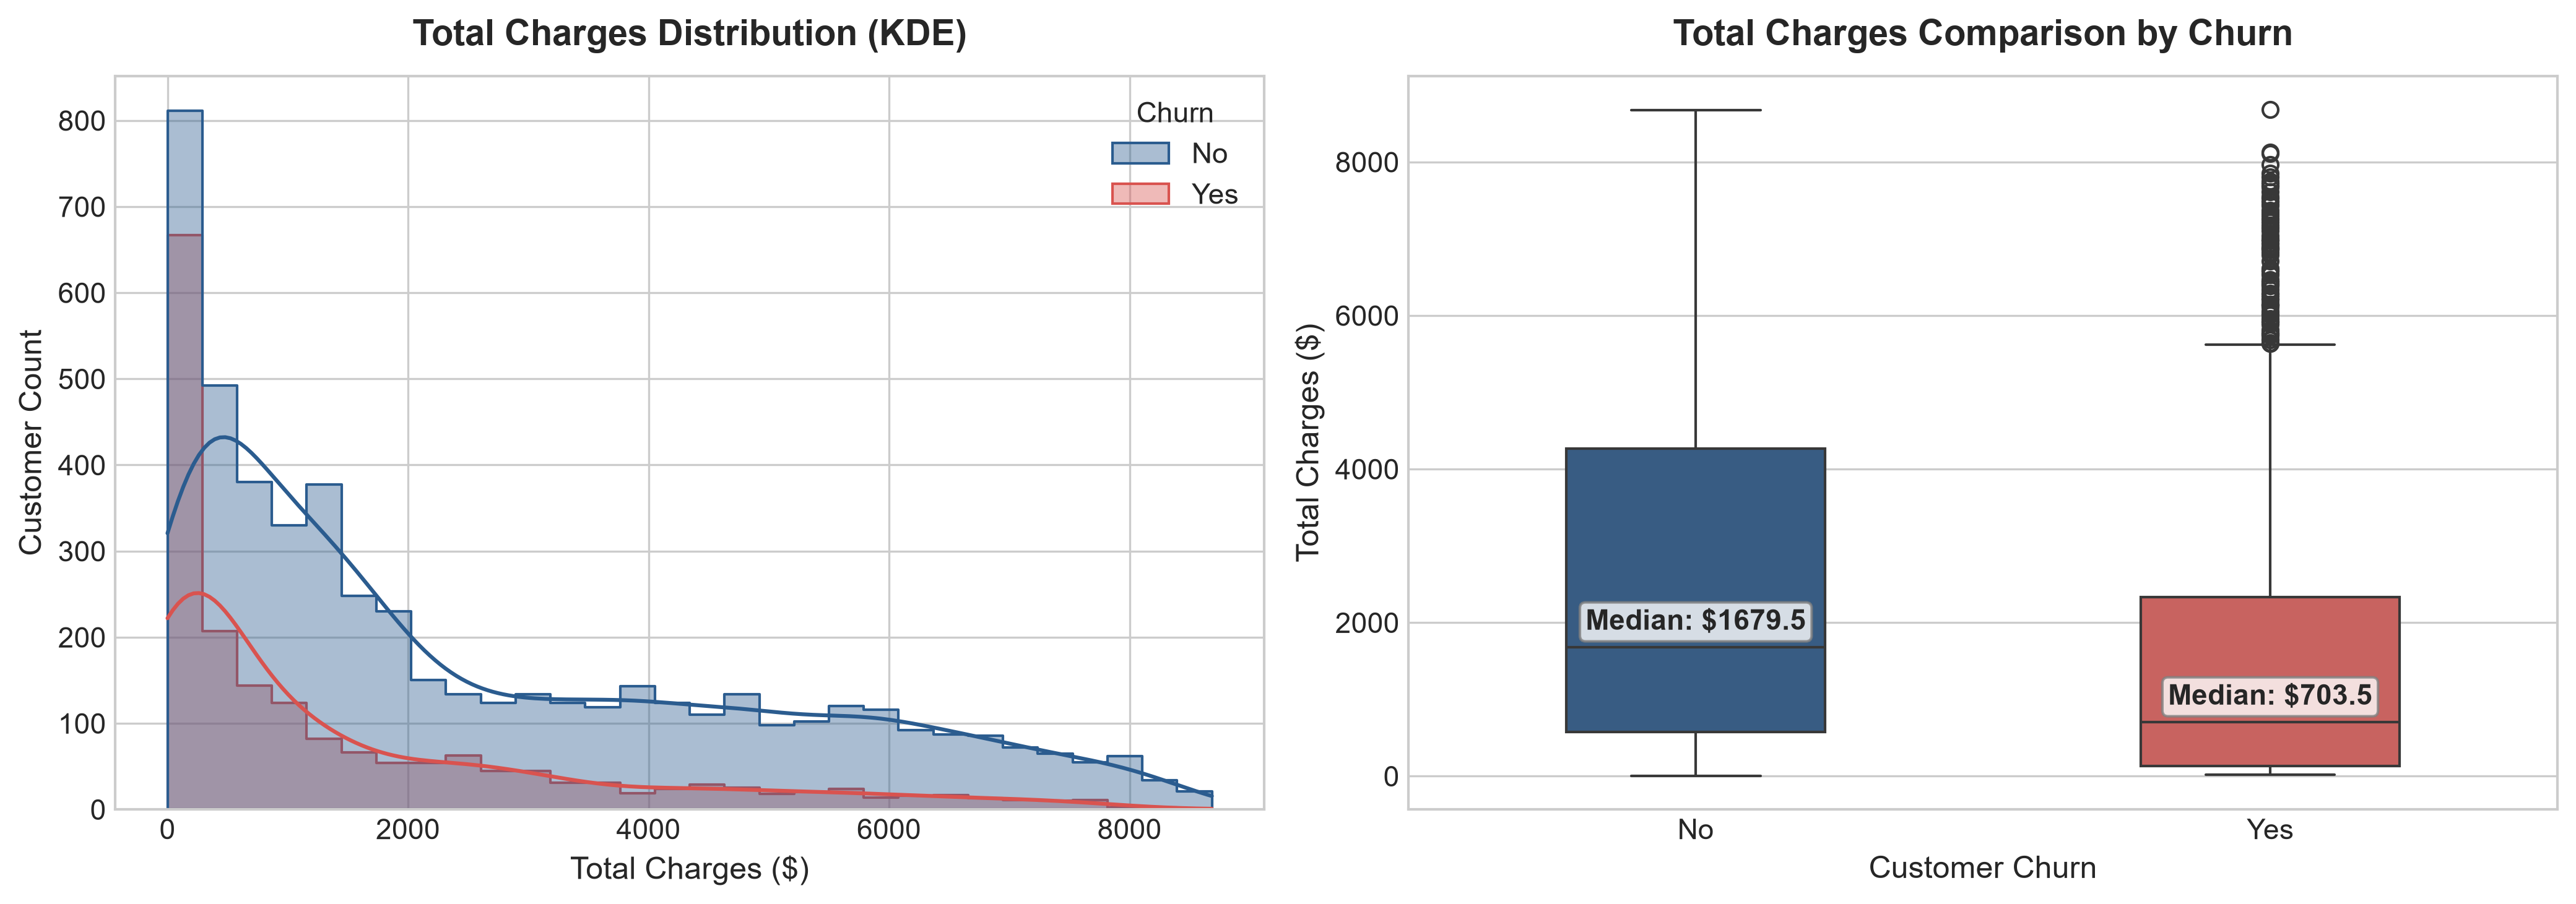 Total Charges Distribution (KDE)
Customer Count
800
700
600
500
400
300
200
100
0
0 2000 4000 6000 8000
Total Charges ($)
Churn
No
Yes
Total Charges Comparison by Churn
Total Charges ($)
8000
6000
4000
2000
0
Median: $1679.5
Median: $703.5
No Yes
Customer Churn